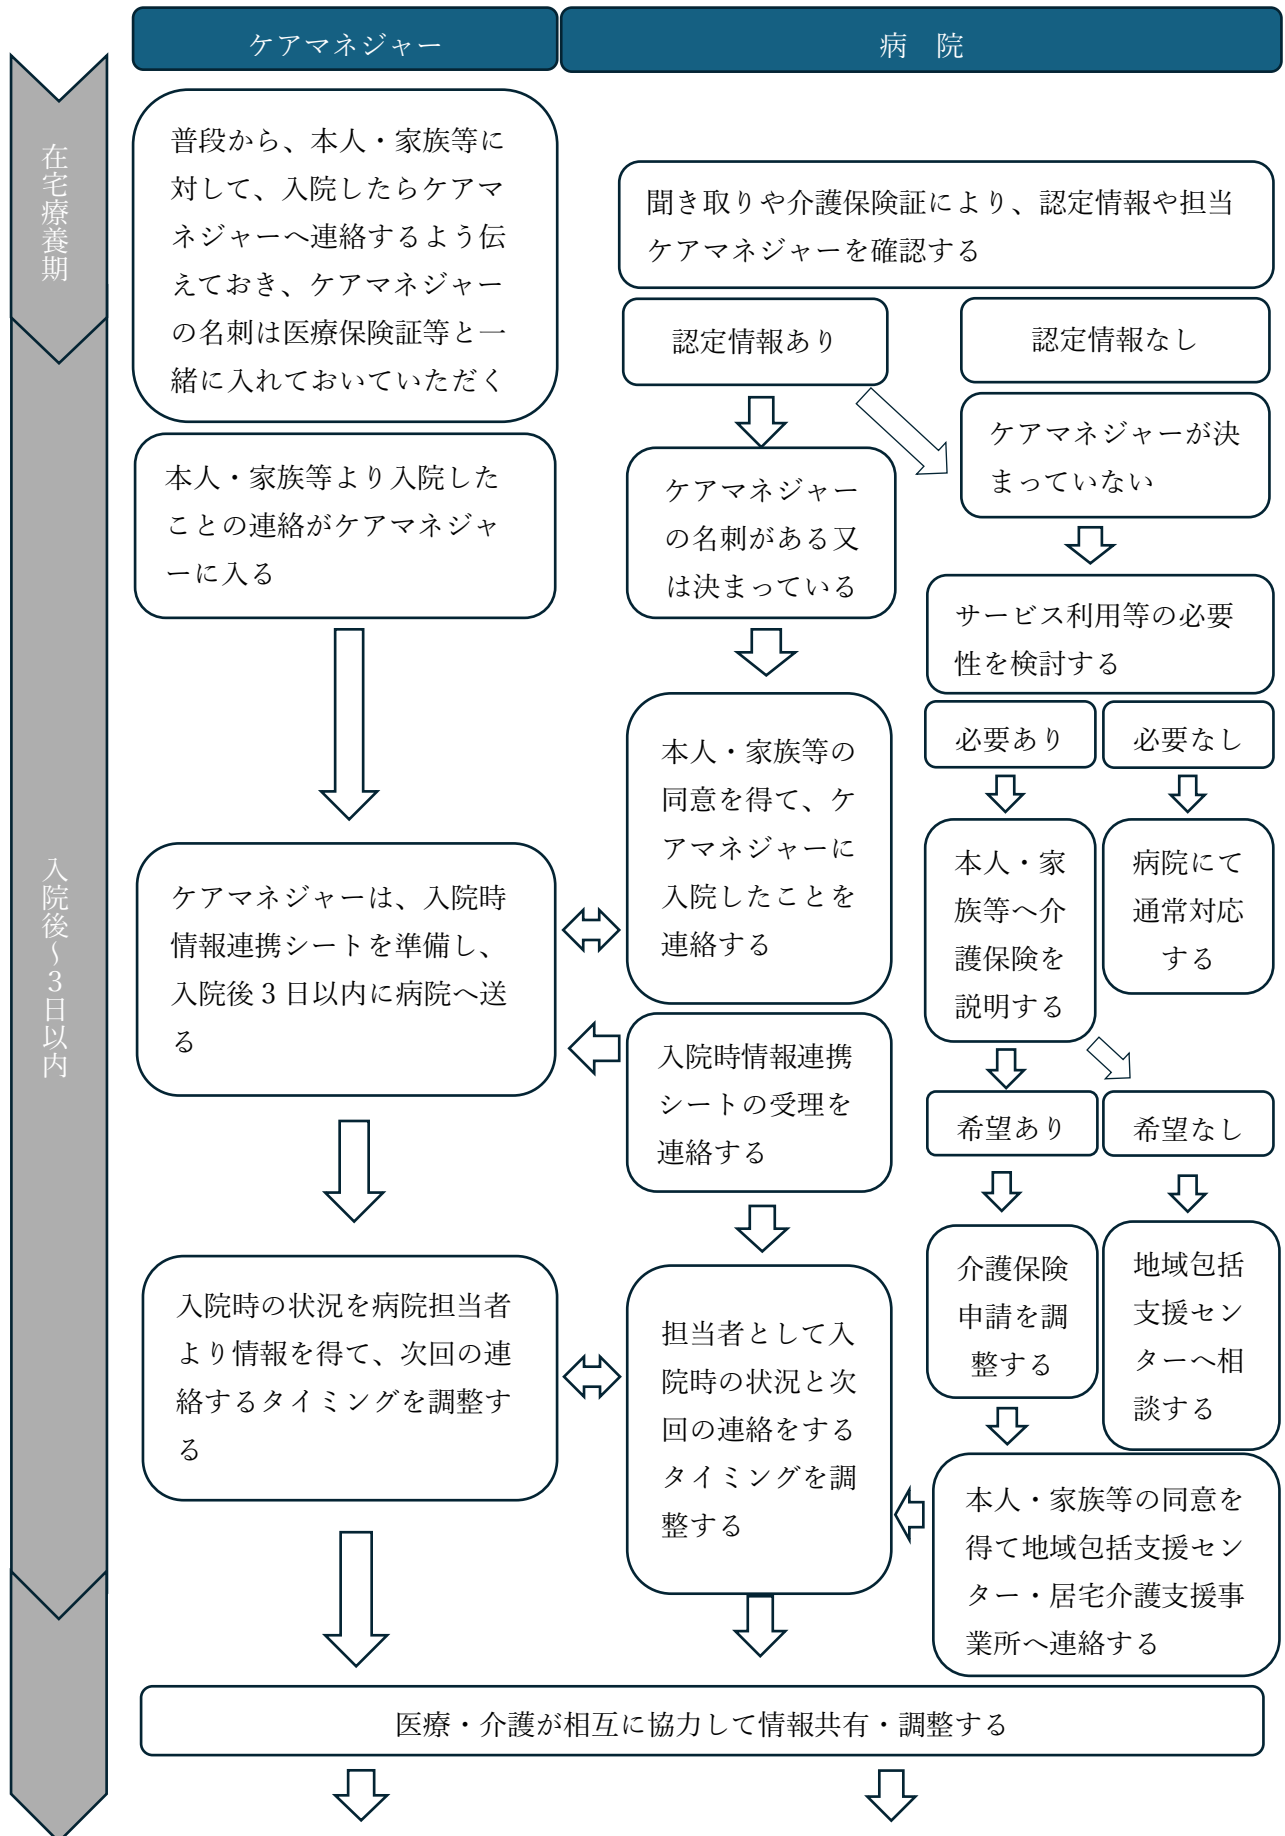 ケアマネジャー
病　院
在宅療養期
普段から、本人・家族等に
対して、入院したらケアマ
ネジャーへ連絡するよう伝
えておき、ケアマネジャー
の名刺は医療保険証等と一
緒に入れておいていただく
聞き取りや介護保険証により、認定情報や担当
ケアマネジャーを確認する
認定情報あり
認定情報なし
ケアマネジャーが決
まっていない
本人・家族等より入院した
ことの連絡がケアマネジャ
ーに入る
ケアマネジャー
の名刺がある又
は決まっている
サービス利用等の必要
性を検討する
必要あり
必要なし
入院後～３日以内
本人・家族等の
同意を得て、ケ
アマネジャーに
入院したことを
連絡する
本人・家
族等へ介
護保険を
説明する
病院にて
通常対応
する
ケアマネジャーは、入院時
情報連携シートを準備し、
入院後３日以内に病院へ送
る
入院時情報連携
シートの受理を
連絡する
希望あり
希望なし
介護保険
申請を調
整する
地域包括
支援セン
ターへ相
談する
入院時の状況を病院担当者
より情報を得て、次回の連
絡するタイミングを調整す
る
担当者として入
院時の状況と次
回の連絡をする
タイミングを調
整する
本人・家族等の同意を
得て地域包括支援セン
ター・居宅介護支援事
業所へ連絡する
医療・介護が相互に協力して情報共有・調整する